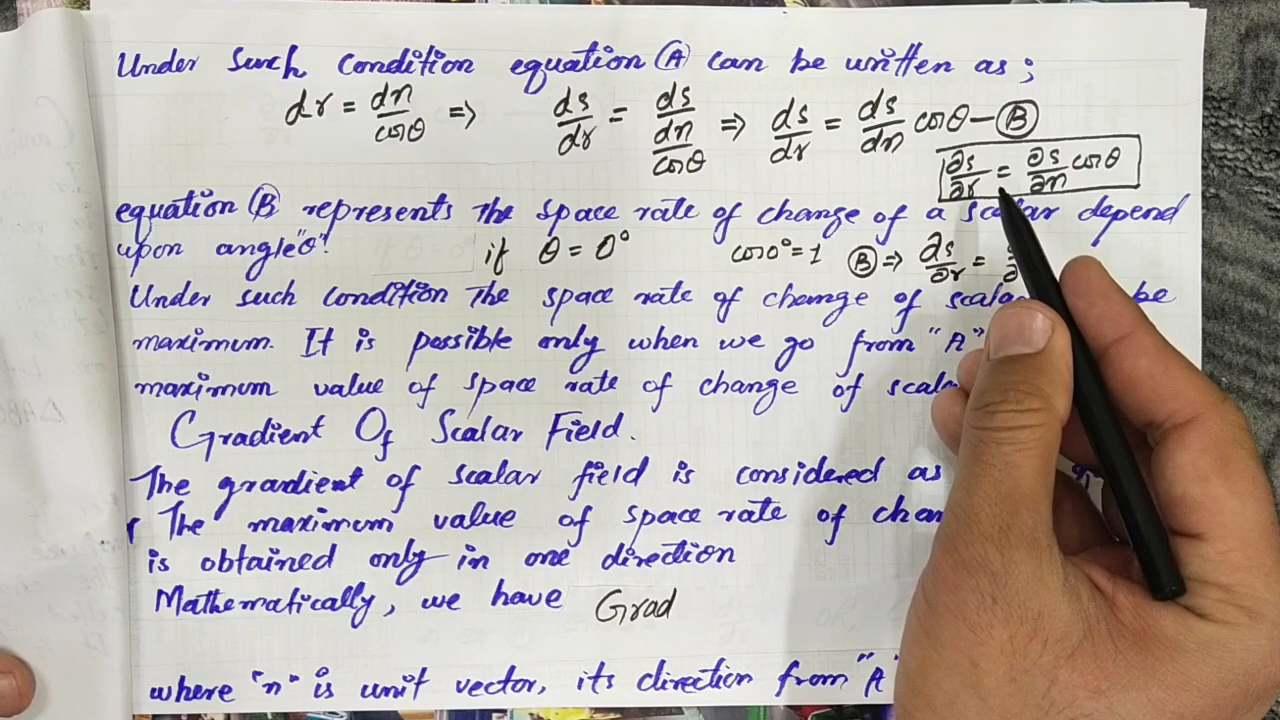 Under Such Condition equation Ⓐ can be written as;
dr = dn/cosθ ⇒ ds/dr = ds/(dn/cosθ) ⇒ ds/dr = ds/dn cosθ – Ⓑ
∂s/∂r = ∂s/∂n cosθ
equation Ⓑ represents the space rate of change of a scalar depend
upon angle "θ". if θ = 0° cos0° = 1 Ⓑ ⇒ ∂s/∂r =
Under such condition the space rate of change of be
maximum. It is possible only when we go from "A"
maximum value of space rate of change of
Gradient Of Scalar Field.
The gradient of scalar field is considered as
The maximum value of space rate of
is obtained only in one direction
Mathematically, we have Grad
where "n" is unit vector, its direction from "A"